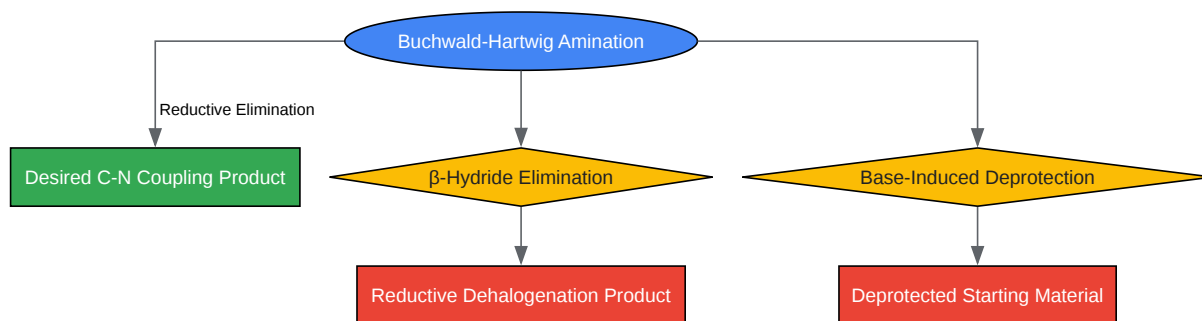 Buchwald-Hartwig Amination
Reductive Elimination
Desired C-N Coupling Product
β-Hydride Elimination
Base-Induced Deprotection
Reductive Dehalogenation Product
Deprotected Starting Material